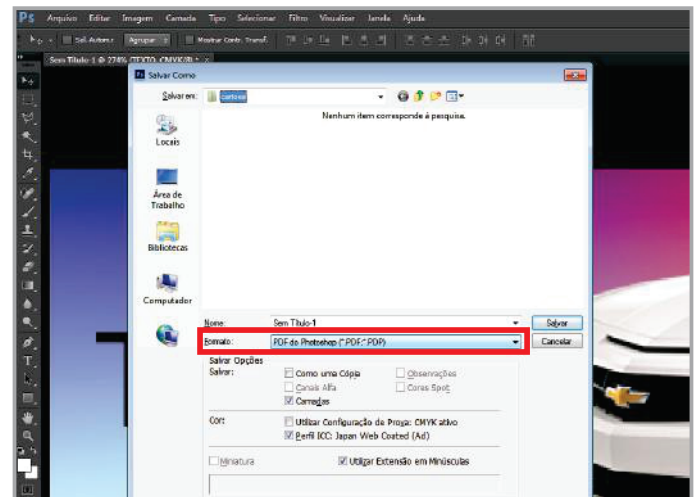 Ps Arquivo Editar Imagem Camada Tipo Selecionar Filtro Visualizar Janela Ajuda
Sel. Autom.: Agrupar Mostrar Contr. Transf.
Sem Título 1 @ 274% (TEXTO, CMYK/8) * ×
Ps Salvar Como
Salvar em: cartoes
Nenhum item corresponde à pesquisa.
Locais
Área de
Trabalho
Bibliotecas
Computador
Nome: Sem Título-1 Salvar
Formato: PDF do Photoshop (*.PDF;*.PDP) Cancelar
Salvar Opções
Salvar: Como uma Cópia Observações
Canais Alfa Cores Spot
Camadas
Cor: Utilizar Configuração de Prova: CMYK ativo
Perfil ICC: Japan Web Coated (Ad)
Miniatura Utilizar Extensão em Minúsculas
T